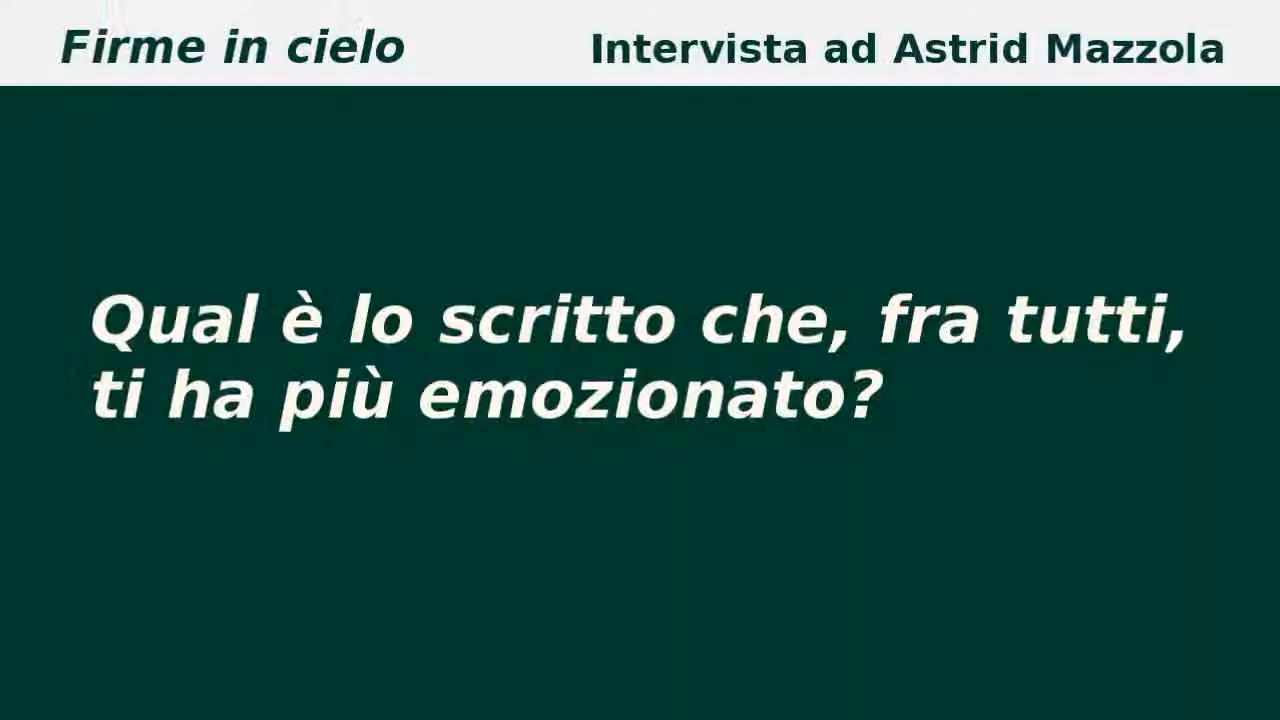 Firme in cielo
Intervista ad Astrid Mazzola
Qual è lo scritto che, fra tutti,
ti ha più emozionato?